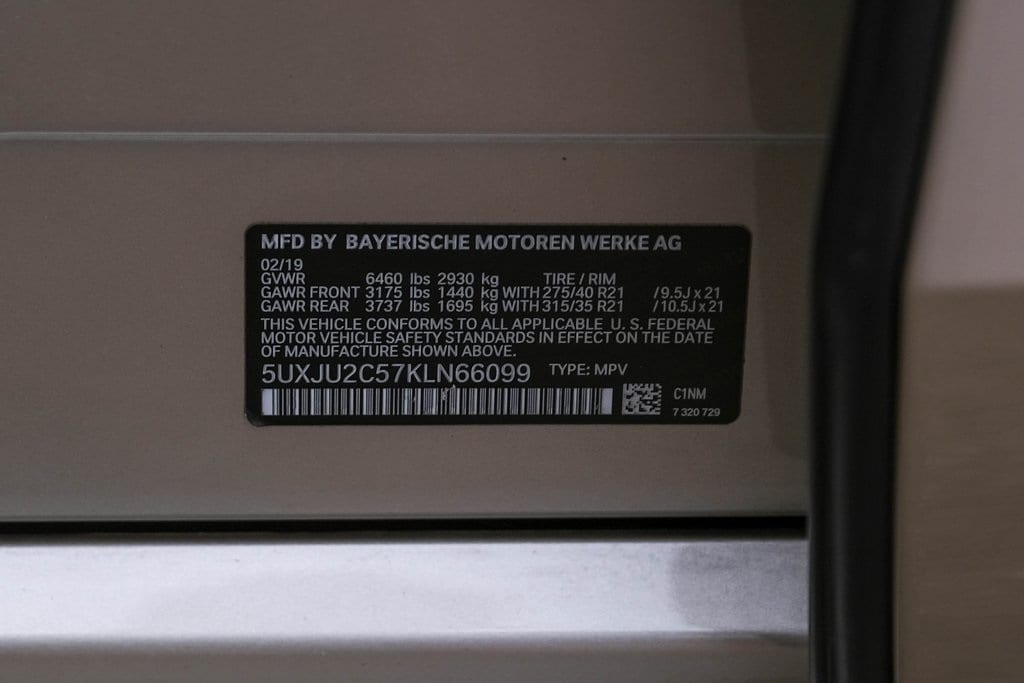 MFD BY BAYERISCHE MOTOREN WERKE AG
02/19
GVWR 6460 lbs 2930 kg TIRE / RIM
GAWR FRONT 3175 lbs 1440 kg WITH 275/40 R21 /9.5J x 21
GAWR REAR 3737 lbs 1695 kg WITH 315/35 R21 /10.5J x 21
THIS VEHICLE CONFORMS TO ALL APPLICABLE U. S. FEDERAL
MOTOR VEHICLE SAFETY STANDARDS IN EFFECT ON THE DATE
OF MANUFACTURE SHOWN ABOVE.
5UXJU2C57KLN66099 TYPE: MPV
C1NM
7 320 729